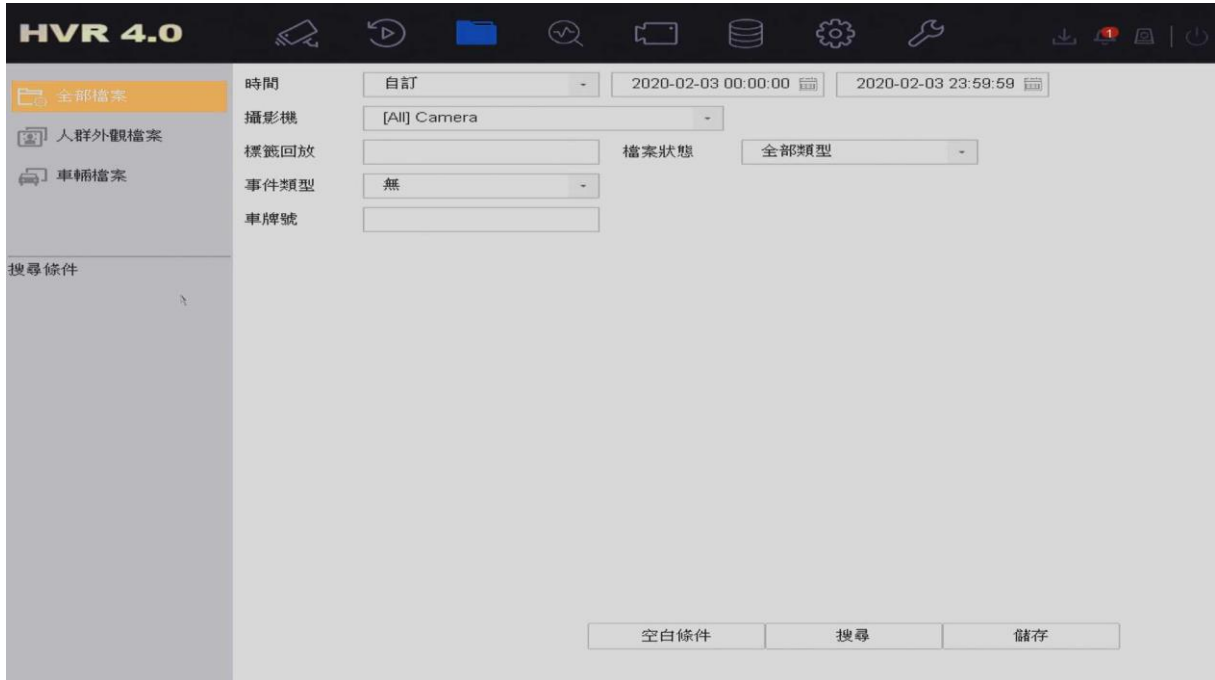 HVR 4.0
1
全部檔案
人群外觀檔案
車輛檔案
搜尋條件
時間 自訂 - 2020-02-03 00:00:00 2020-02-03 23:59:59
攝影機 [All] Camera -
標籤回放 檔案狀態 全部類型 -
事件類型 無 -
車牌號
空白條件 搜尋 儲存